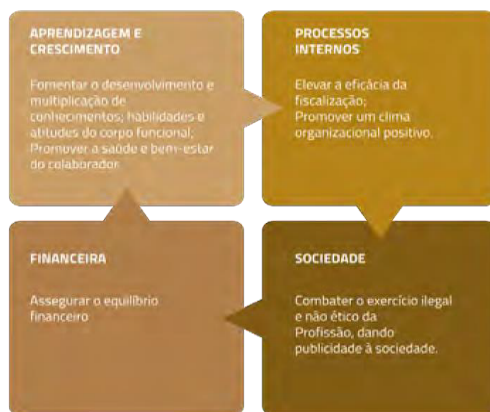 APRENDIZAGEM E
CRESCIMENTO
Fomentar o desenvolvimento e
multiplicação de
conhecimentos; habilidades e
atitudes do corpo funcional;
Promover a saúde e bem-estar
do colaborador
PROCESSOS
INTERNOS
Elevar a eficácia da
fiscalização;
Promover um clima
organizacional positivo.
FINANCEIRA
Assegurar o equilíbrio
financeiro
SOCIEDADE
Combater o exercício ilegal
e não ético da
Profissão, dando
publicidade à sociedade.